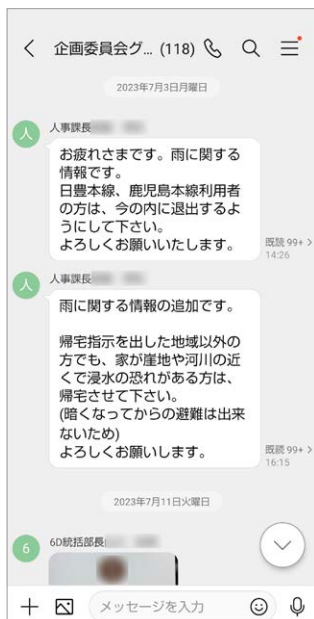 企画委員会グ... (118)
2023年7月3日月曜日
人
人事課長
お疲れさまです。雨に関する
情報です。
日豊本線、鹿児島本線利用者
の方は、今の内に退出するよ
うにして下さい。
よろしくお願いいたします。
既読 99+ >
14:26
人
人事課長
雨に関する情報の追加です。
帰宅指示を出した地域以外の
方でも、家が崖地や河川の近
くで浸水の恐れがある方は、
帰宅させて下さい。
(暗くなってからの避難は出来
ないため)
よろしくお願いします。
既読 99+ >
16:15
2023年7月11日火曜日
6
6D統括部長
メッセージを入力